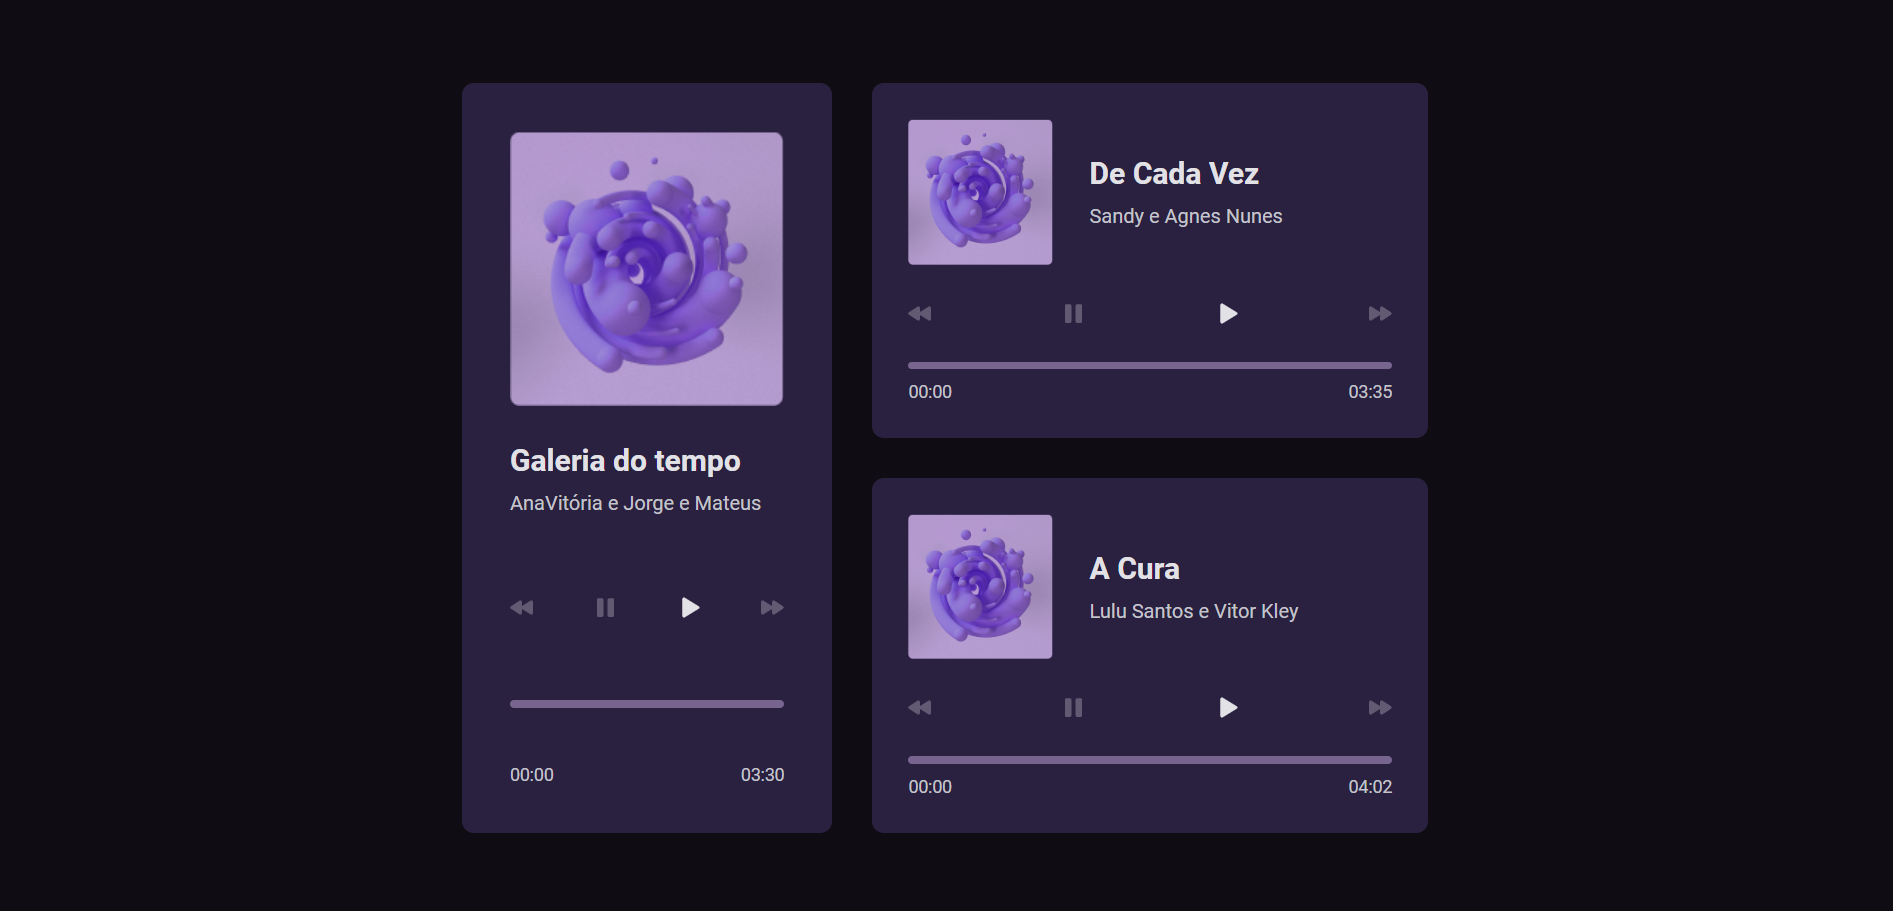 Galeria do tempo
AnaVitória e Jorge e Mateus
00:00 03:30
De Cada Vez
Sandy e Agnes Nunes
00:00 03:35
A Cura
Lulu Santos e Vitor Kley
00:00 04:02